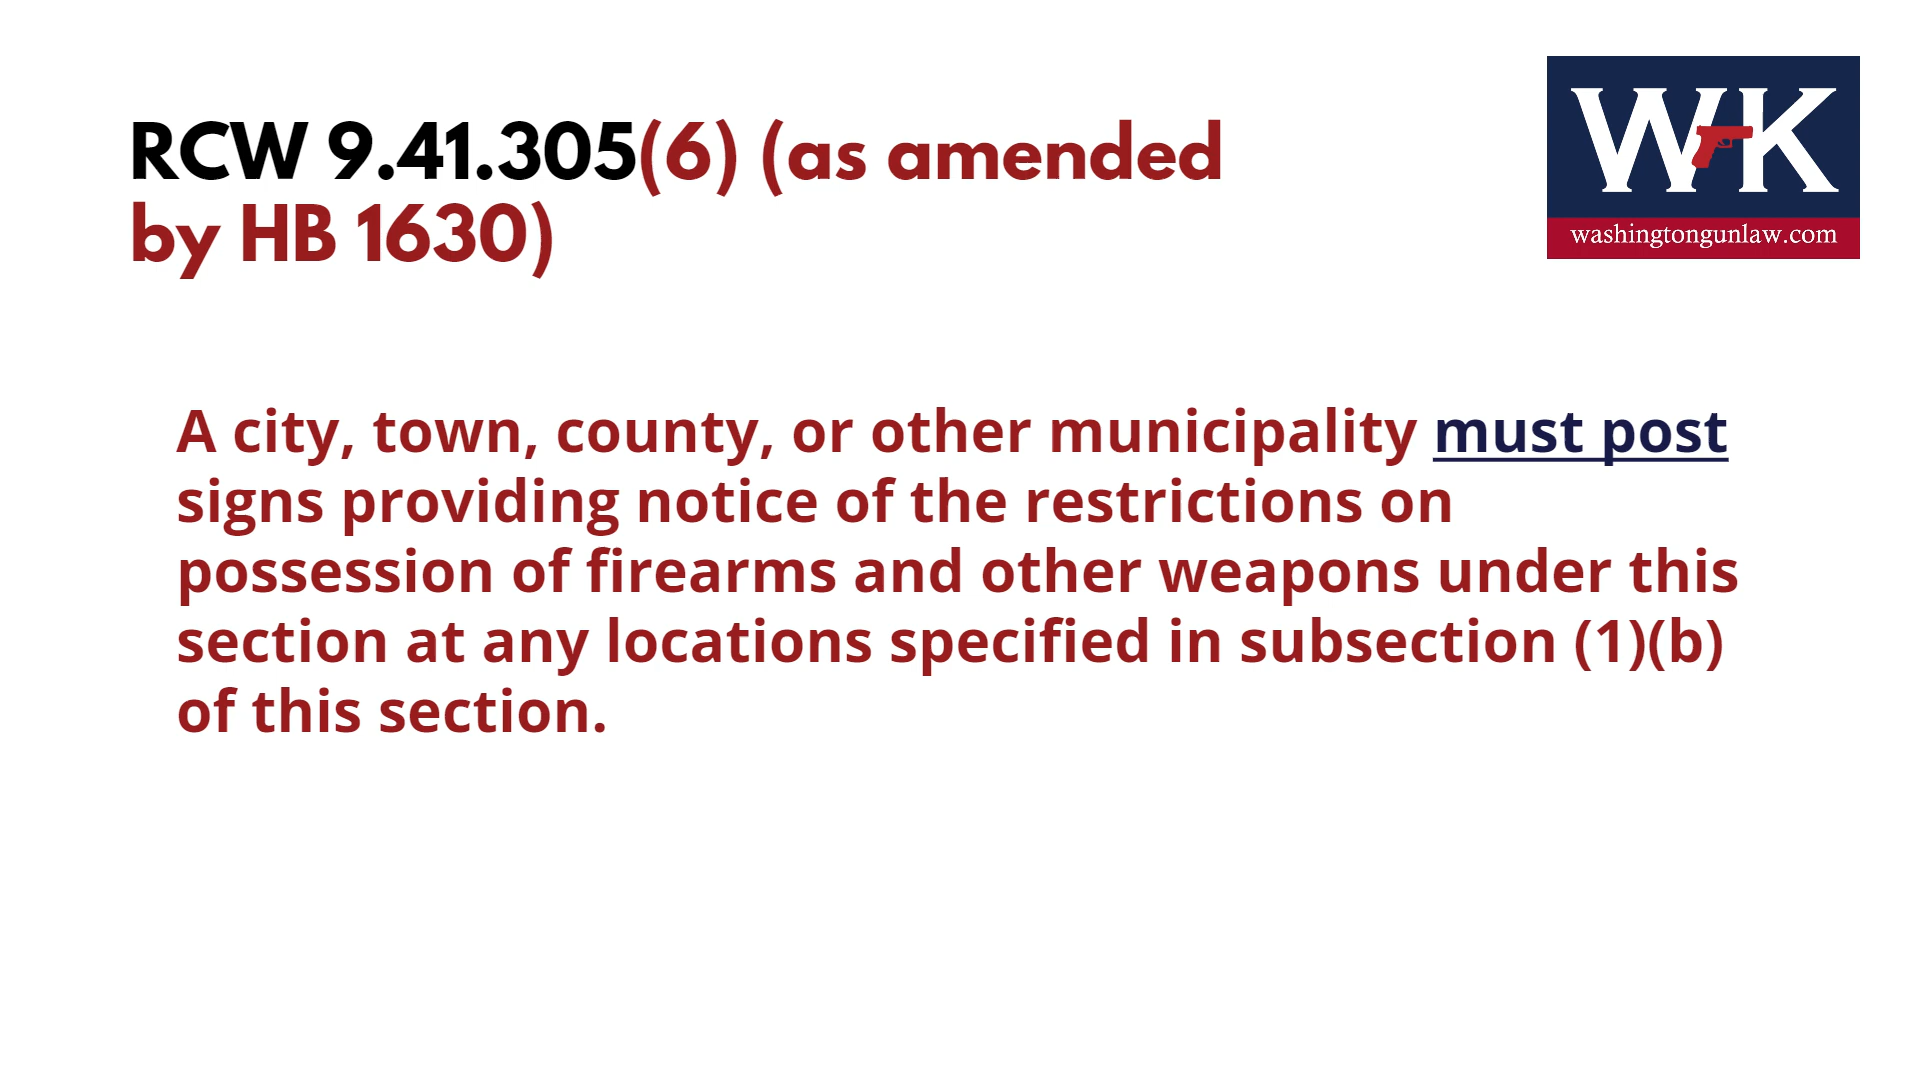 RCW 9.41.305(6) (as amended
by HB 1630)
WK
washingtongunlaw.com
A city, town, county, or other municipality must post
signs providing notice of the restrictions on
possession of firearms and other weapons under this
section at any locations specified in subsection (1)(b)
of this section.